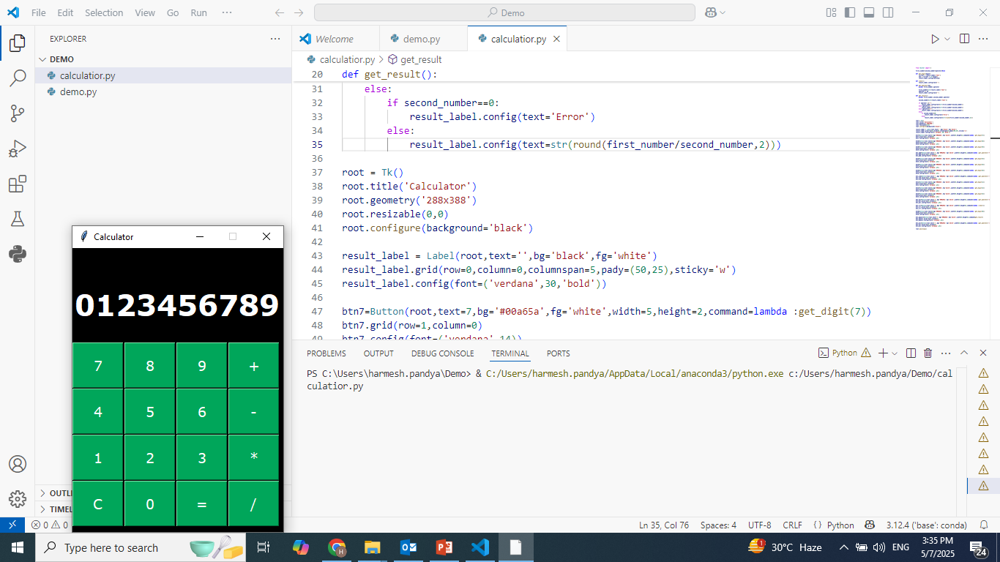 File Edit Selection View Go Run ···
Demo
EXPLORER
DEMO
calculatior.py
demo.py
OUTLI
TIMEL
Welcome
demo.py
calculatior.py
calculatior.py > get_result
20 def get_result():
31 else:
32 if second_number==0:
33 result_label.config(text='Error')
34 else:
35 result_label.config(text=str(round(first_number/second_number,2)))
36
37 root = Tk()
38 root.title('Calculator')
39 root.geometry('288x388')
40 root.resizable(0,0)
41 root.configure(background='black')
42
43 result_label = Label(root,text='',bg='black',fg='white')
44 result_label.grid(row=0,column=0,columnspan=5,pady=(50,25),sticky='w')
45 result_label.config(font=('verdana',30,'bold'))
46
47 btn7=Button(root,text=7,bg='#00a65a',fg='white',width=5,height=2,command=lambda :get_digit(7))
48 btn7.grid(row=1,column=0)
49 btn7.config(font=('verdana',14))
PROBLEMS OUTPUT DEBUG CONSOLE TERMINAL PORTS
Python
PS C:\Users\harmesh.pandya\Demo> & C:/Users/harmesh.pandya/AppData/Local/anaconda3/python.exe c:/Users/harmesh.pandya/Demo/cal
culatior.py
Calculator
0123456789
7 8 9 +
4 5 6 -
1 2 3 *
C 0 = /
0 0
Ln 35, Col 76 Spaces: 4 UTF-8 CRLF {} Python 3.12.4 ('base': conda)
Type here to search
H
1
30°C Haze
ENG
3:35 PM
5/7/2025
24